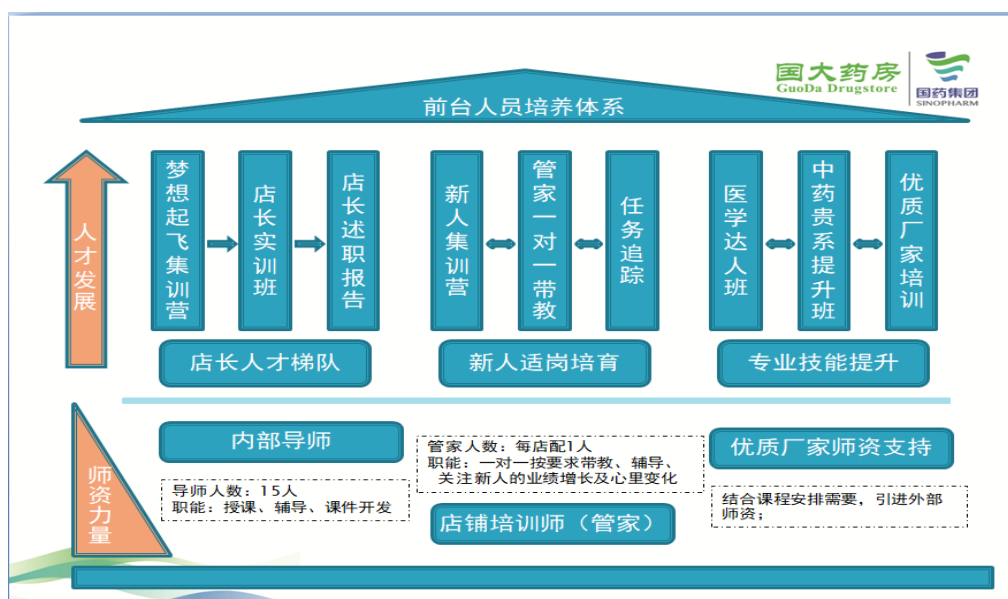 国大药房
GuoDa Drugstore
国药集团
SINOPHARM
前台人员培养体系
人才发展
梦想起飞集训营
店长实训班
店长述职报告
新人集训营
管家一对一带教
任务追踪
医学达人班
中药贵系提升班
优质厂家培训
店长人才梯队
新人适岗培育
专业技能提升
师资力量
内部导师
导师人数：15人
职能：授课、辅导、课件开发
管家人数：每店配1人
职能：一对一按要求带教、辅导、
关注新人的业绩增长及心里变化
店铺培训师（管家）
优质厂家师资支持
结合课程安排需要，引进外部
师资；